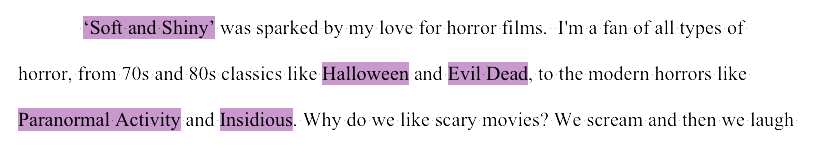 ‘Soft and Shiny’ was sparked by my love for horror films.  I'm a fan of all types of
horror, from 70s and 80s classics like Halloween and Evil Dead, to the modern horrors like
Paranormal Activity and Insidious. Why do we like scary movies? We scream and then we laugh